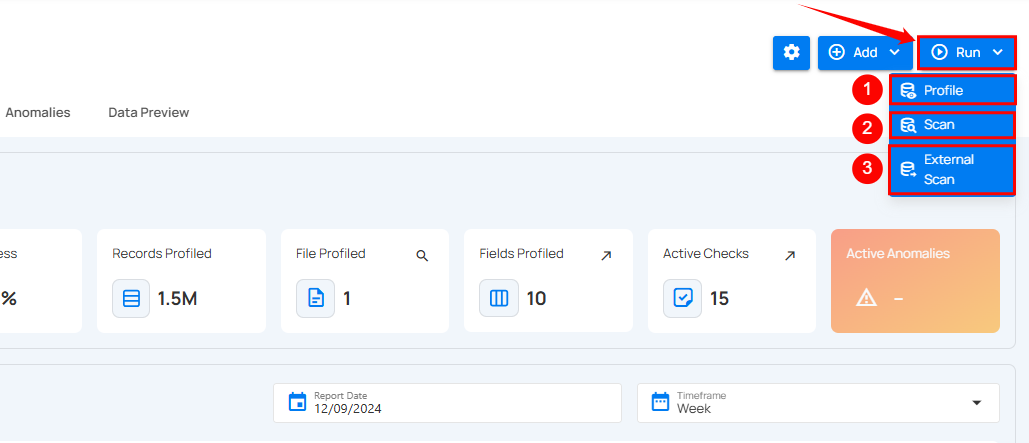 Add
Run
1
Profile
2
Scan
3
External
Scan
Anomalies
Data Preview
ess
%
Records Profiled
1.5M
File Profiled
1
Fields Profiled
10
Active Checks
15
Active Anomalies
–
Report Date
12/09/2024
Timeframe
Week